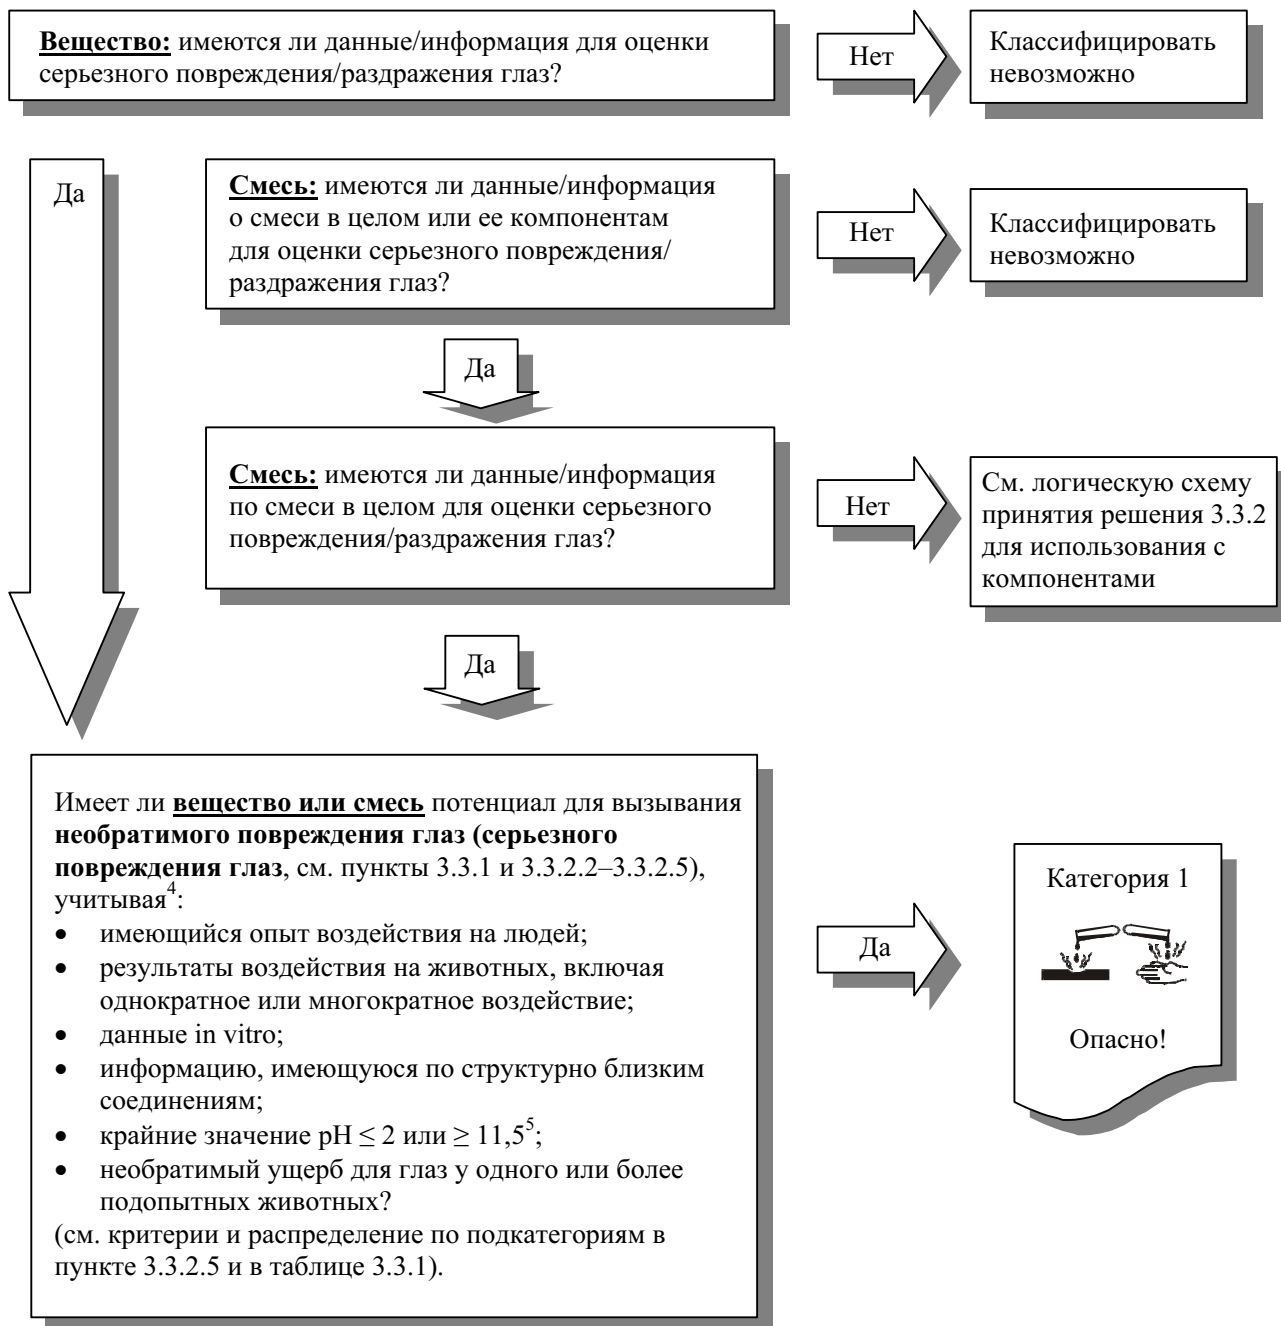 Вещество: имеются ли данные/информация для оценки
серьезного повреждения/раздражения глаз?
Нет
Классифицировать
невозможно
Да
Смесь: имеются ли данные/информация
о смеси в целом или ее компонентам
для оценки серьезного повреждения/
раздражения глаз?
Нет
Классифицировать
невозможно
Да
Смесь: имеются ли данные/информация
по смеси в целом для оценки серьезного
повреждения/раздражения глаз?
Нет
См. логическую схему
принятия решения 3.3.2
для использования с
компонентами
Да
Имеет ли вещество или смесь потенциал для вызывания
необратимого повреждения глаз (серьезного
повреждения глаз, см. пункты 3.3.1 и 3.3.2.2–3.3.2.5),
учитывая⁴:
• имеющийся опыт воздействия на людей;
• результаты воздействия на животных, включая
однократное или многократное воздействие;
• данные in vitro;
• информацию, имеющуюся по структурно близким
соединениям;
• крайние значение pH ≤ 2 или ≥ 11,5⁵;
• необратимый ущерб для глаз у одного или более
подопытных животных?
(см. критерии и распределение по подкатегориям в
пункте 3.3.2.5 и в таблице 3.3.1).
Да
Категория 1
Опасно!